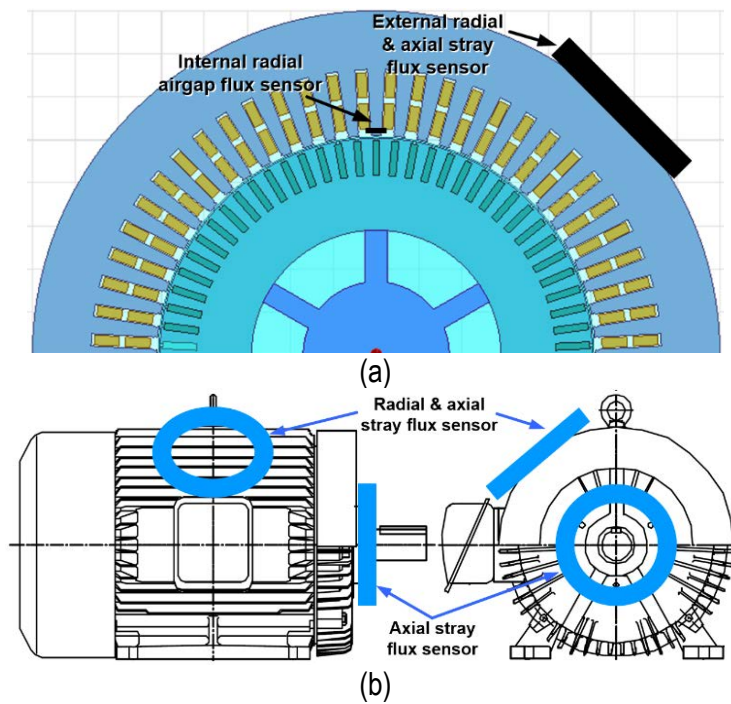 External radial
& axial stray
flux sensor
Internal radial
airgap flux sensor
(a)
Radial & axial
stray flux sensor
Axial stray
flux sensor
(b)